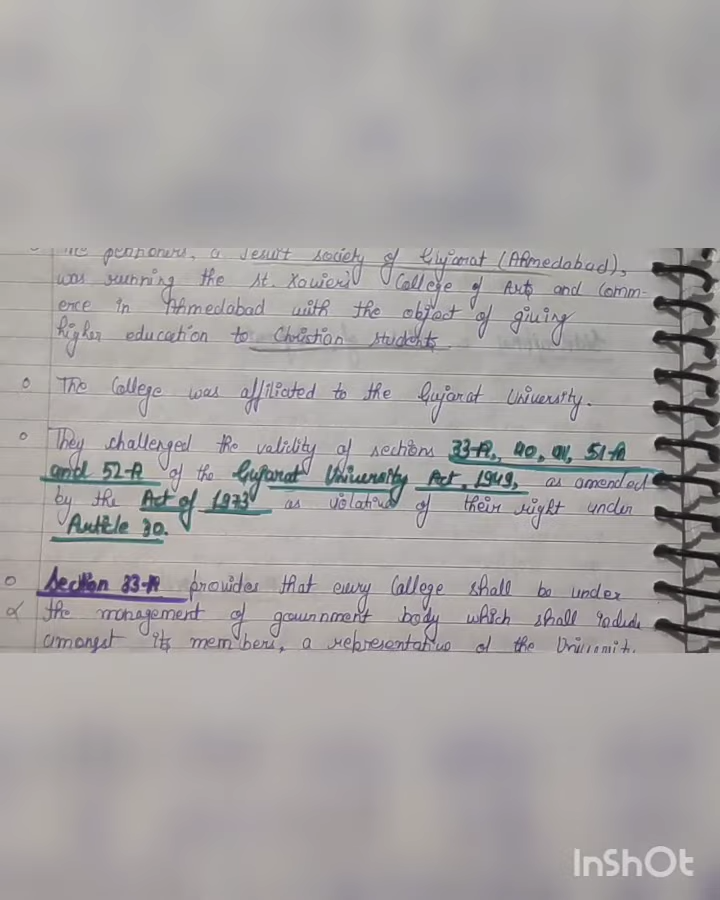 The petitioners, a Jesuit society of Gujarat (Ahmedabad),
was running the St. Xavier's College of Arts and Comm-
erce in Ahmedabad with the object of giving
higher education to Christian students.
The College was affiliated to the Gujarat University.
They challenged the validity of sections 33-A, 40, 41, 51-A
and 52-A of the Gujarat University Act, 1949, as amended
by the Act of 1973 as violative of their right under
Article 30.
Section 33-A provides that every College shall be under
the management of government body which shall include
amongst its members, a representative of the University
InShOt